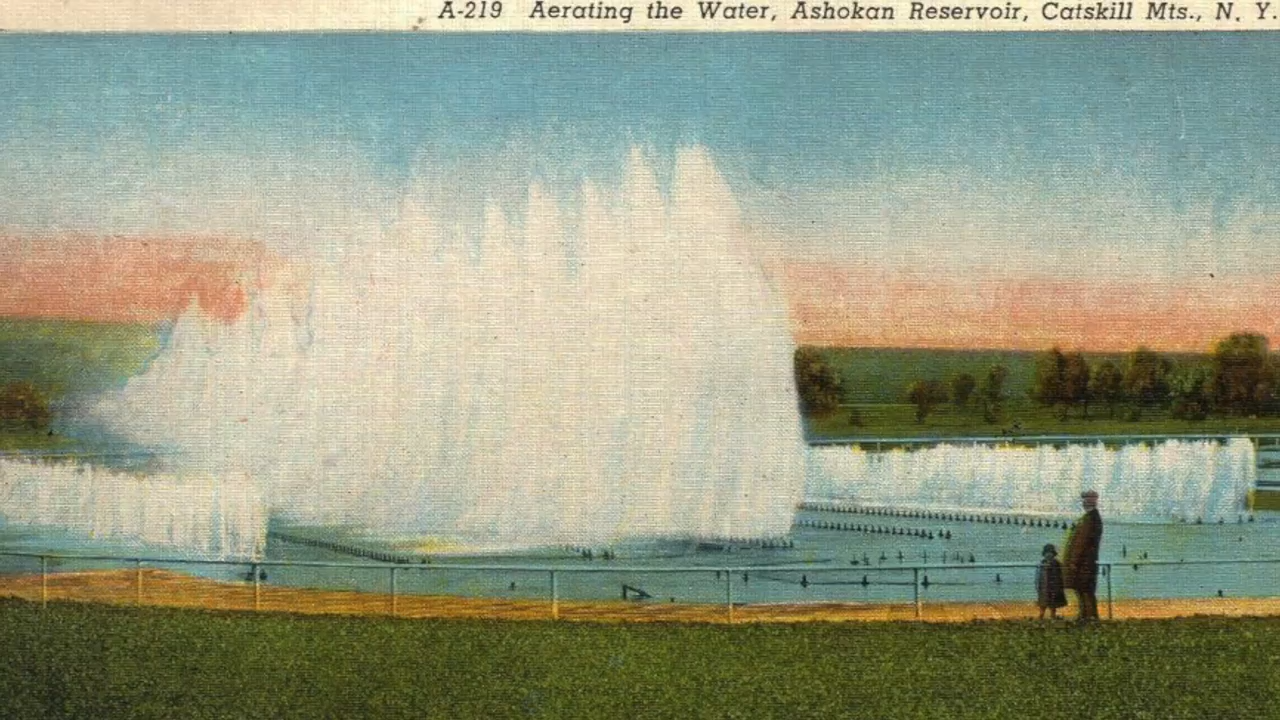 A-219 Aerating the Water, Ashokan Reservoir, Catskill Mts., N. Y.